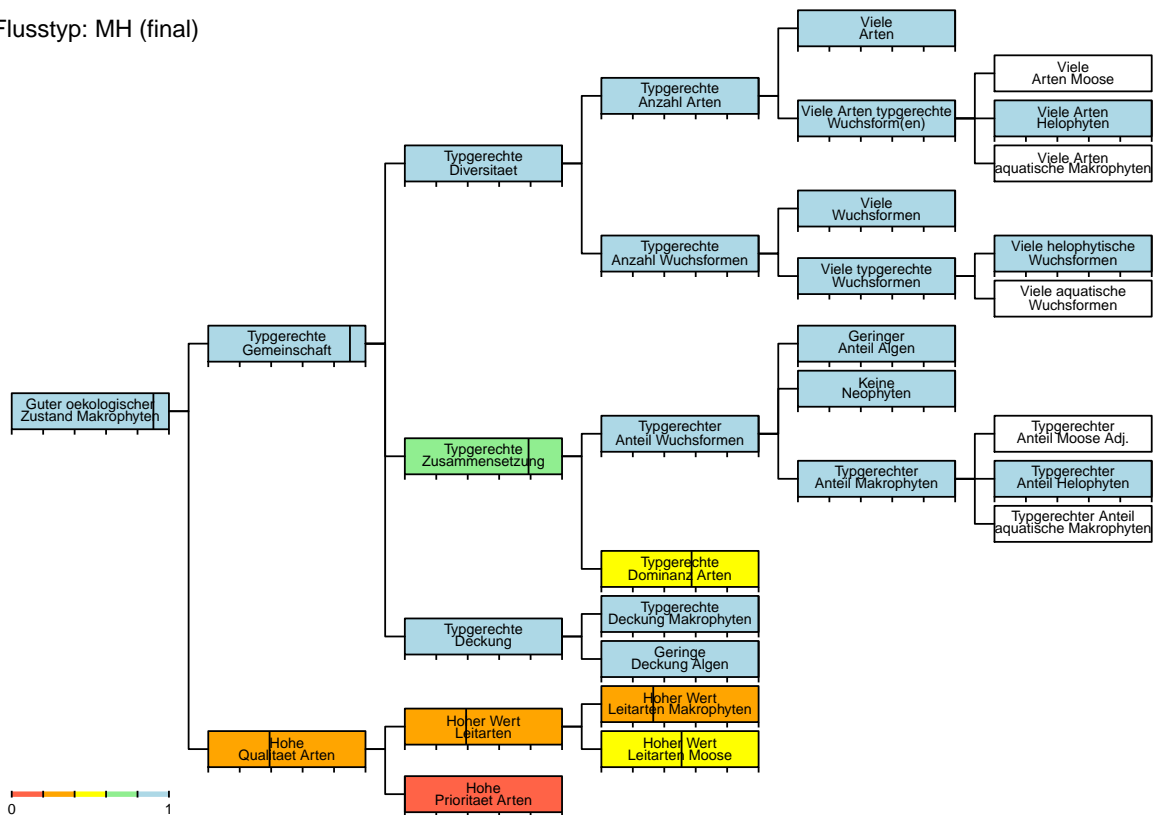 Flusstyp: MH (final)
Viele
Arten
Viele
Arten Moose
Typgerechte
Anzahl Arten
Viele Arten typgerechte
Wuchsform(en)
Viele Arten
Helophyten
Viele Arten
aquatische Makrophyten
Typgerechte
Diversitaet
Viele
Wuchsformen
Typgerechte
Anzahl Wuchsformen
Viele helophytische
Wuchsformen
Viele typgerechte
Wuchsformen
Viele aquatische
Wuchsformen
Typgerechte
Gemeinschaft
Geringer
Anteil Algen
Keine
Neophyten
Guter oekologischer
Zustand Makrophyten
Typgerechte
Zusammensetzung
Typgerechter
Anteil Wuchsformen
Typgerechter
Anteil Moose Adj.
Typgerechter
Anteil Makrophyten
Typgerechter
Anteil Helophyten
Typgerechter Anteil
aquatische Makrophyten
Typgerechte
Dominanz Arten
Typgerechte
Deckung
Typgerechte
Deckung Makrophyten
Geringe
Deckung Algen
Hohe
Qualitaet Arten
Hoher Wert
Leitarten
Hoher Wert
Leitarten Makrophyten
Hoher Wert
Leitarten Moose
Hohe
Prioritaet Arten
0 1